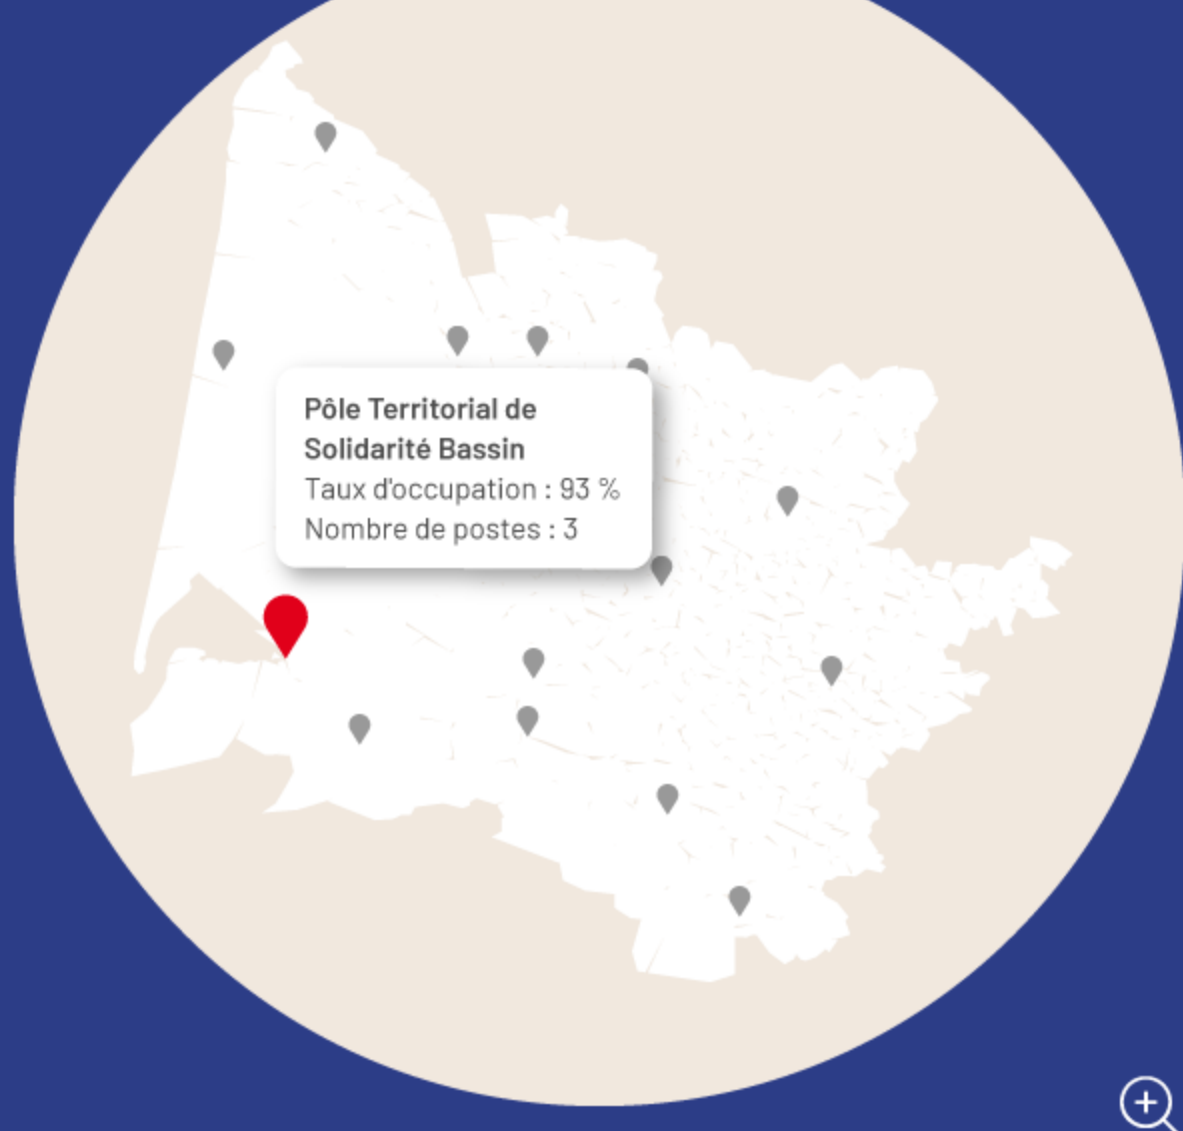 Pôle Territorial de
Solidarité Bassin
Taux d'occupation : 93 %
Nombre de postes : 3